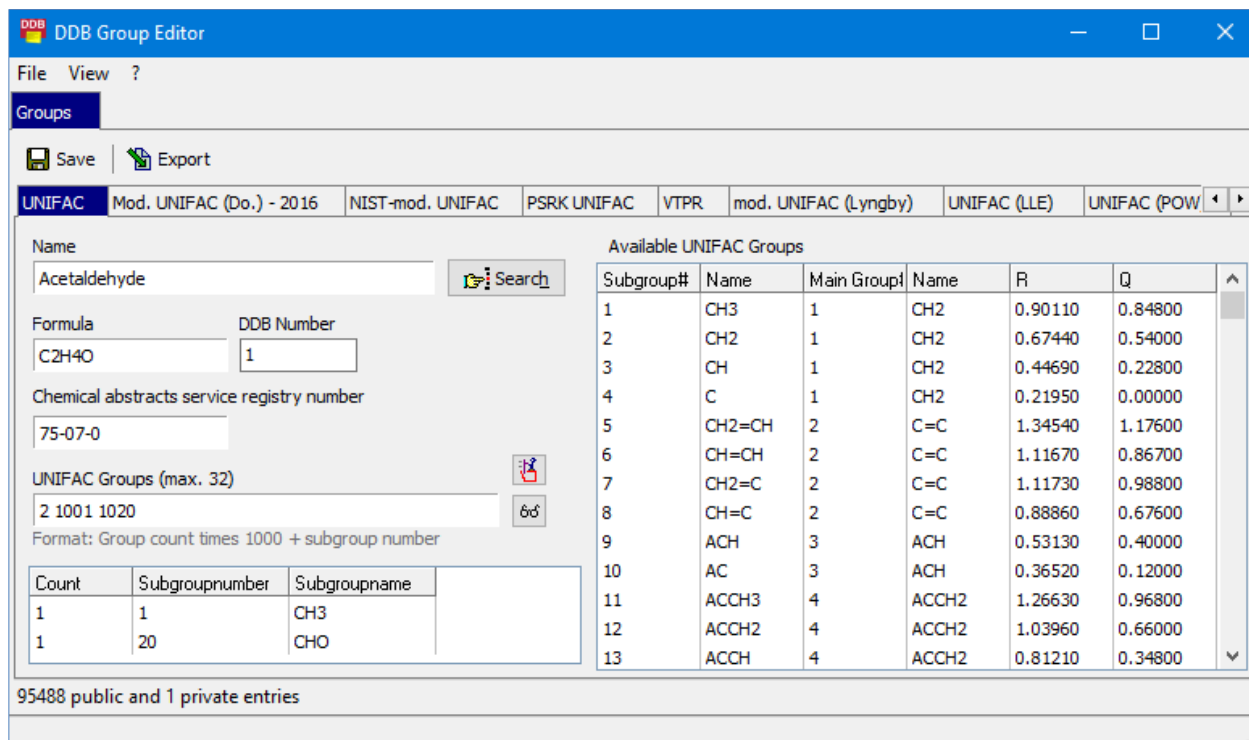 DDB DDB Group Editor
File View ?
Groups
Save Export
UNIFAC Mod. UNIFAC (Do.) - 2016 NIST-mod. UNIFAC PSRK UNIFAC VTPR mod. UNIFAC (Lyngby) UNIFAC (LLE) UNIFAC (POW
Name
Acetaldehyde Search
Formula DDB Number
C2H4O 1
Chemical abstracts service registry number
75-07-0
UNIFAC Groups (max. 32)
2 1001 1020
Format: Group count times 1000 + subgroup number
Count Subgroupnumber Subgroupname
1 1 CH3
1 20 CHO
Available UNIFAC Groups
Subgroup# Name Main Group# Name R Q
1 CH3 1 CH2 0.90110 0.84800
2 CH2 1 CH2 0.67440 0.54000
3 CH 1 CH2 0.44690 0.22800
4 C 1 CH2 0.21950 0.00000
5 CH2=CH 2 C=C 1.34540 1.17600
6 CH=CH 2 C=C 1.11670 0.86700
7 CH2=C 2 C=C 1.11730 0.98800
8 CH=C 2 C=C 0.88860 0.67600
9 ACH 3 ACH 0.53130 0.40000
10 AC 3 ACH 0.36520 0.12000
11 ACCH3 4 ACCH2 1.26630 0.96800
12 ACCH2 4 ACCH2 1.03960 0.66000
13 ACCH 4 ACCH2 0.81210 0.34800
95488 public and 1 private entries